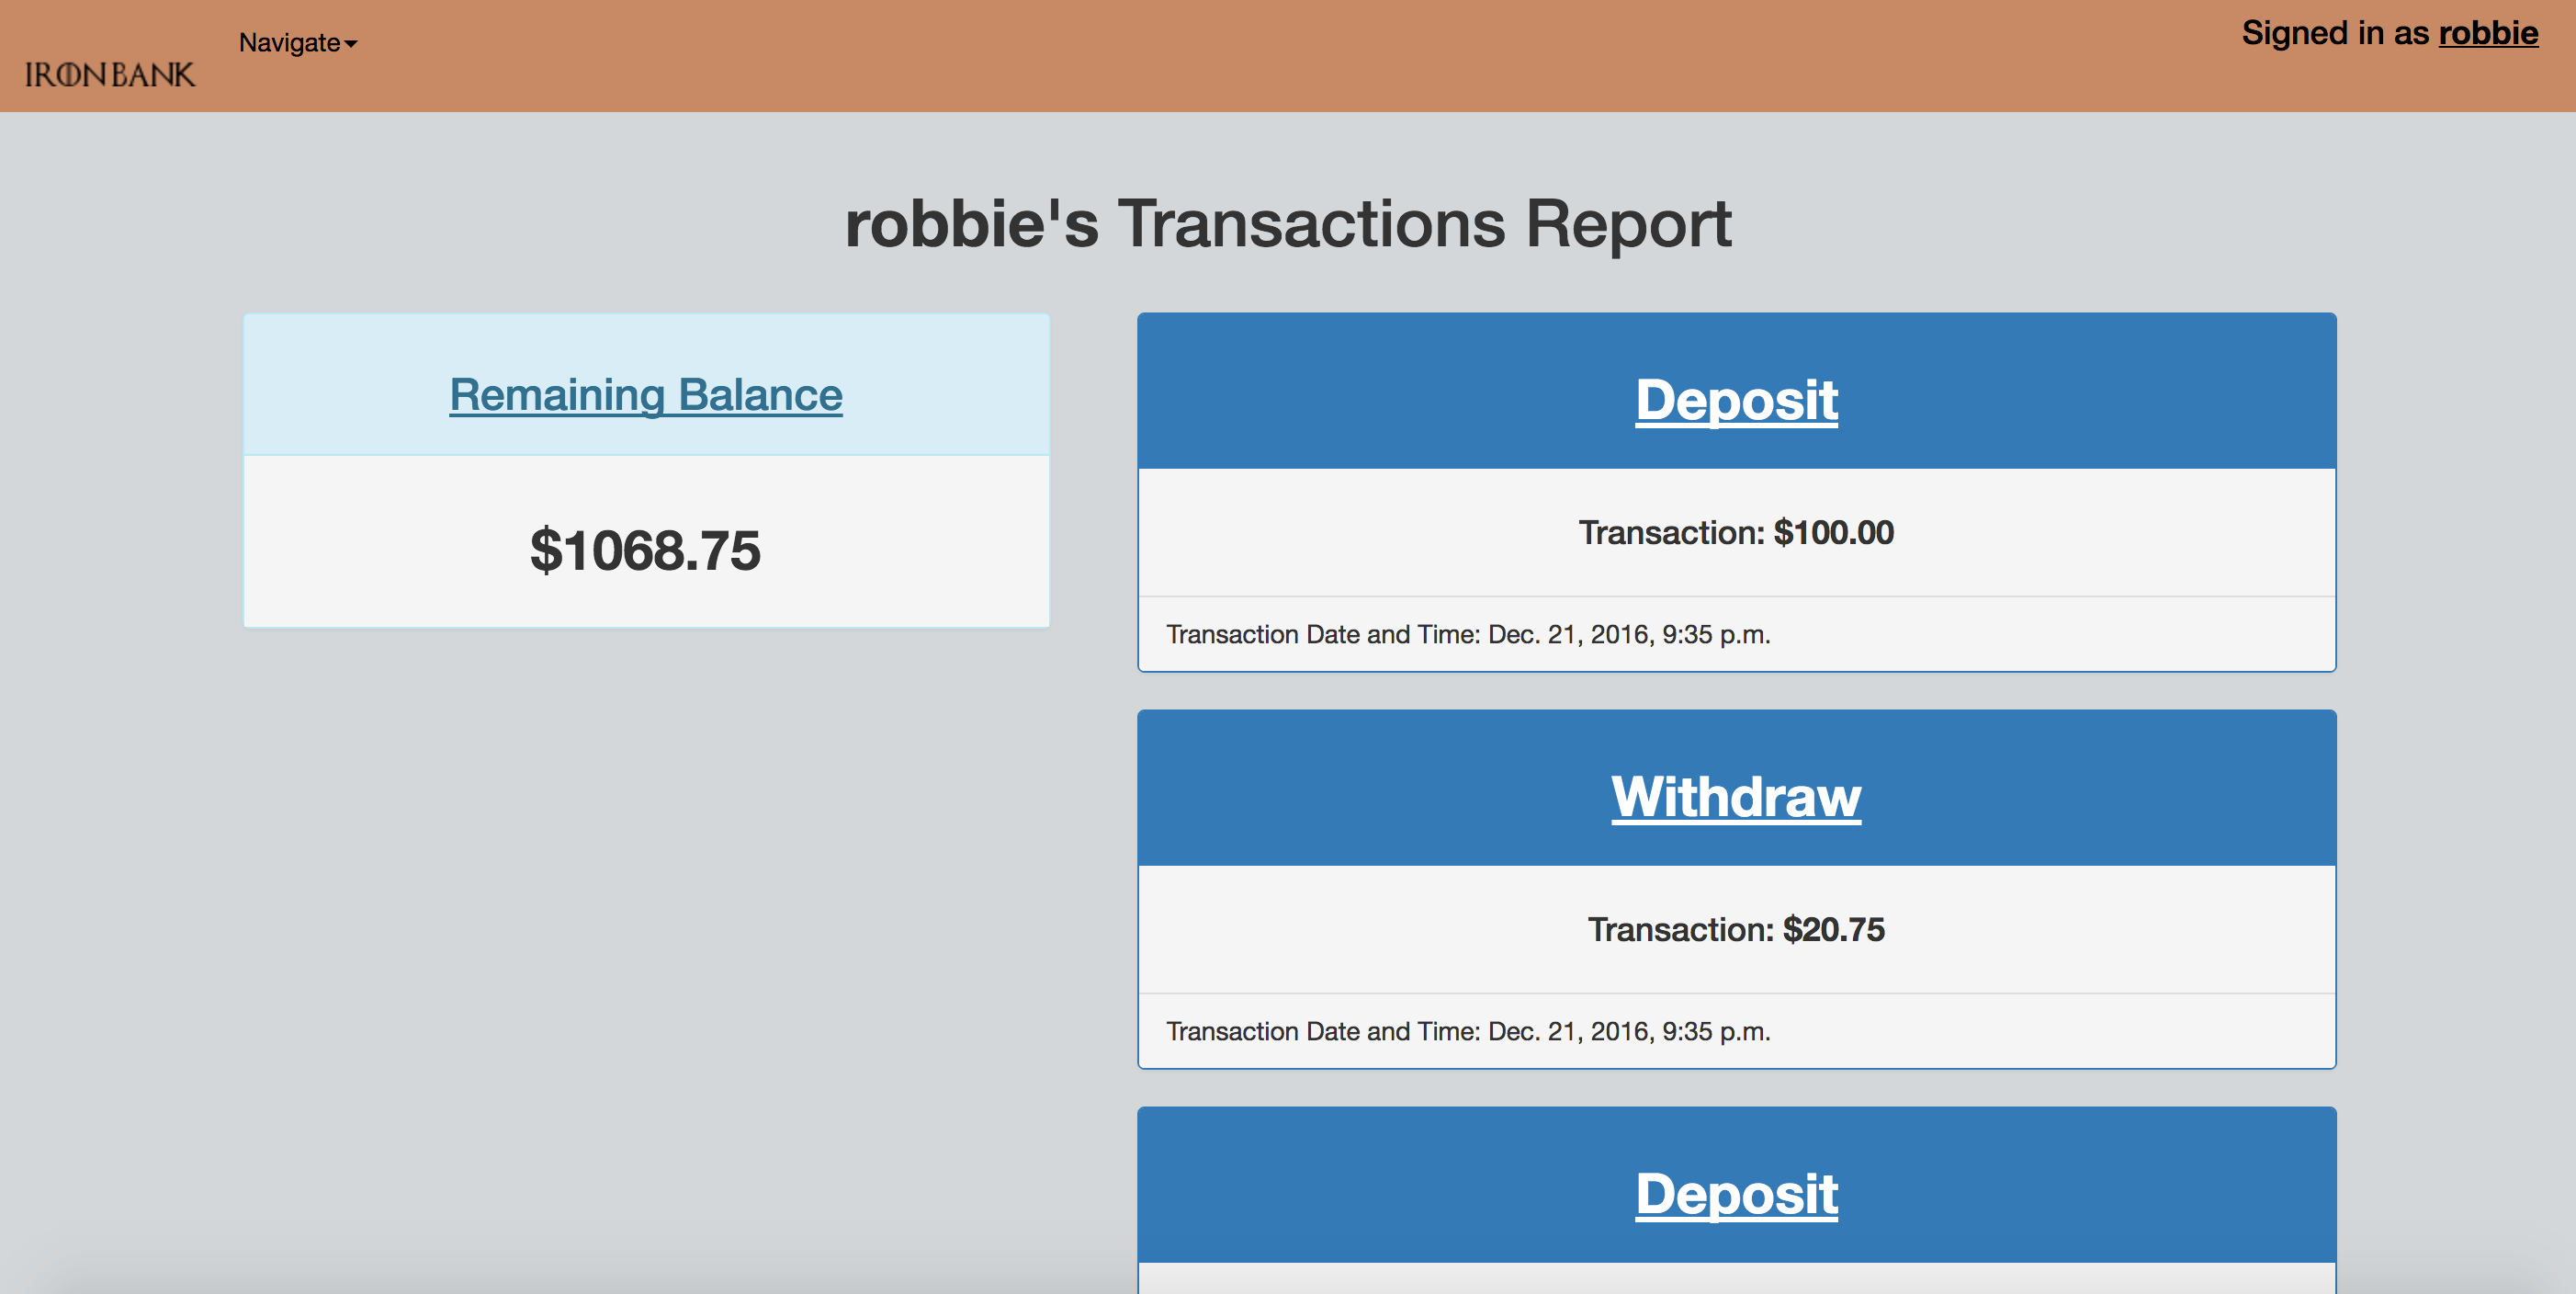 IRONBANK
Navigate
Signed in as robbie
robbie's Transactions Report
Remaining Balance
$1068.75
Deposit
Transaction: $100.00
Transaction Date and Time: Dec. 21, 2016, 9:35 p.m.
Withdraw
Transaction: $20.75
Transaction Date and Time: Dec. 21, 2016, 9:35 p.m.
Deposit